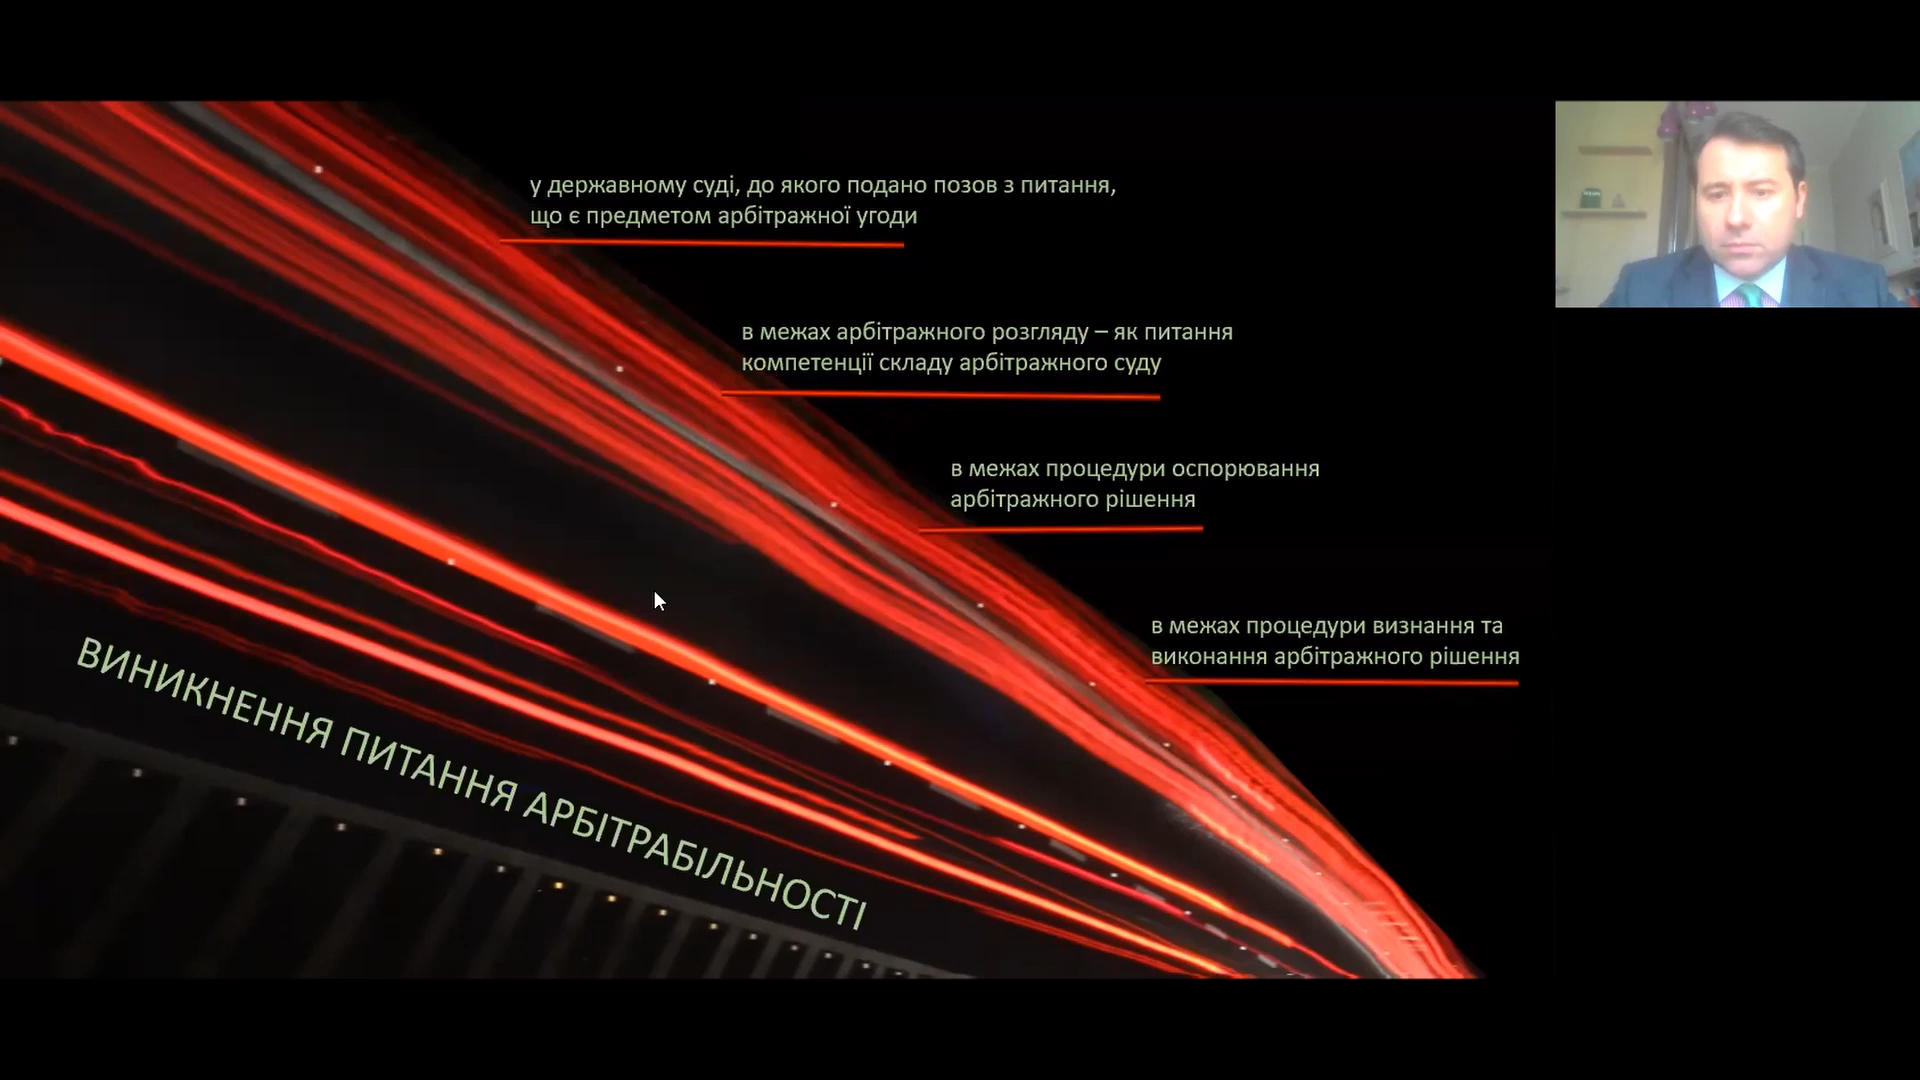 у державному суді, до якого подано позов з питання,
що є предметом арбітражної угоди
в межах арбітражного розгляду – як питання
компетенції складу арбітражного суду
в межах процедури оспорювання
арбітражного рішення
в межах процедури визнання та
виконання арбітражного рішення
ВИНИКНЕННЯ ПИТАННЯ АРБІТРАБІЛЬНОСТІ